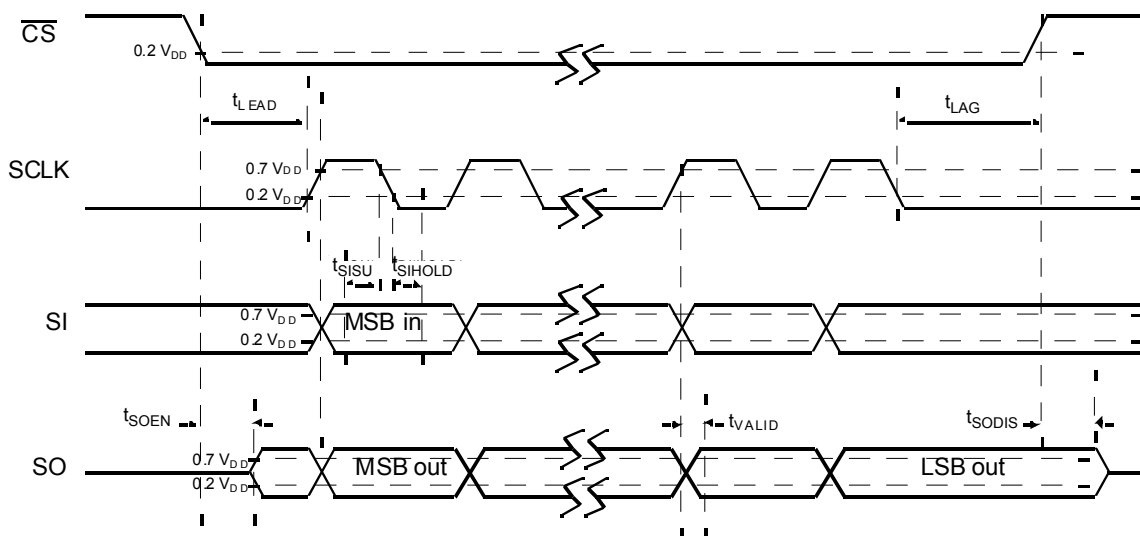 CS
0.2 VDD
tLEAD
tLAG
SCLK
0.7 VDD
0.2 VDD
tSISU
tSIHOLD
SI
0.7 VDD
0.2 VDD
MSB in
tSOEN
tVALID
tSODIS
SO
0.7 VDD
0.2 VDD
MSB out
LSB out